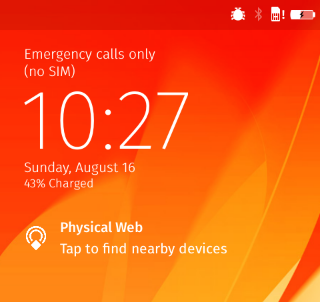 Emergency calls only
(no SIM)
10:27
Sunday, August 16
43% Charged
Physical Web
Tap to find nearby devices